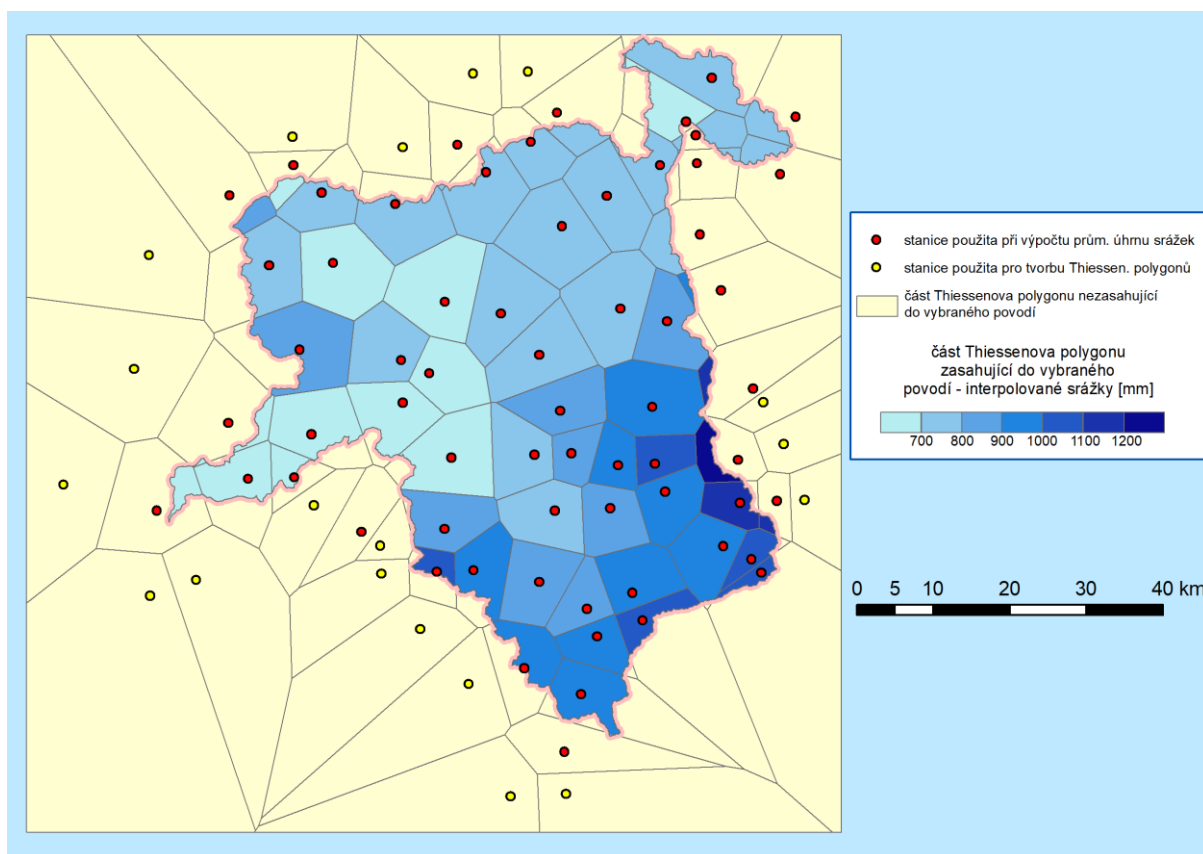 stanice použita při výpočtu prům. úhrnu srážek
stanice použita pro tvorbu Thiessen. polygonů
část Thiessenova polygonu nezasahující
do vybraného povodí
část Thiessenova polygonu
zasahující do vybraného
povodí - interpolované srážky [mm]
700 800 900 1000 1100 1200
0 5 10 20 30 40 km